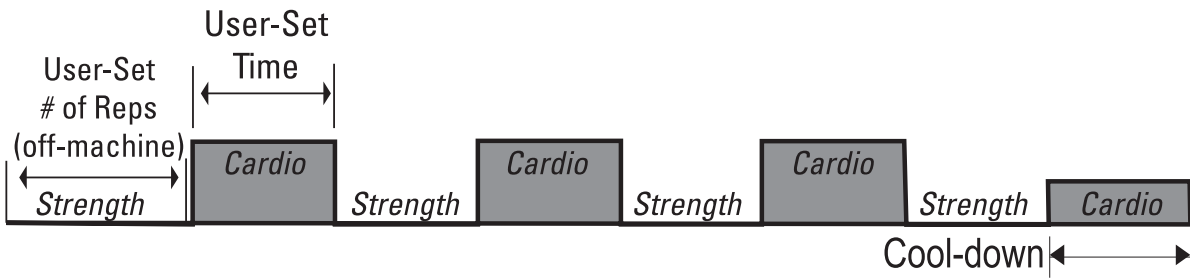 User-Set
# of Reps
(off-machine)
User-Set
Time
Strength
Cardio
Strength
Cardio
Strength
Cardio
Strength
Cardio
Cool-down